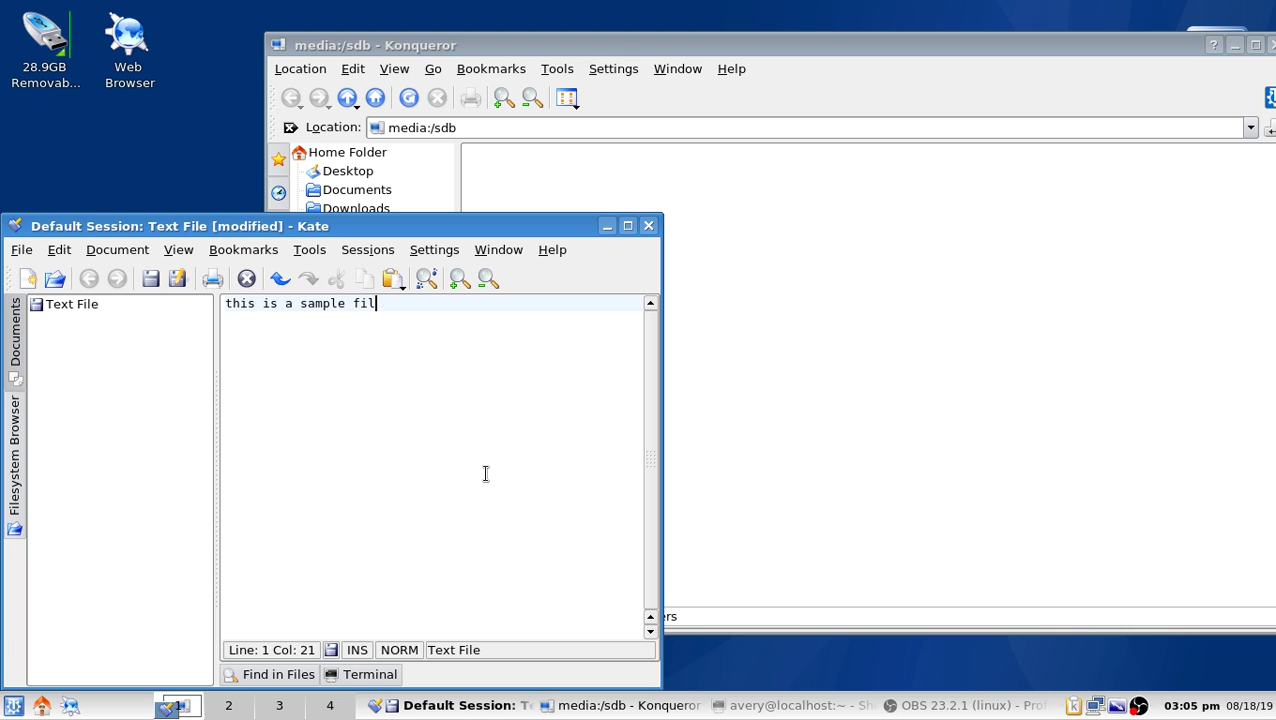 28.9GB
Removab...
Web
Browser
media:/sdb - Konqueror
?
Location Edit View Go Bookmarks Tools Settings Window Help
Location: media:/sdb
Home Folder
Desktop
Documents
Downloads
Default Session: Text File [modified] - Kate
File Edit Document View Bookmarks Tools Sessions Settings Window Help
Documents
Filesystem Browser
Text File
this is a sample fil
ers
Line: 1 Col: 21 INS NORM Text File
Find in Files Terminal
1 2 3 4 Default Session: T media:/sdb - Konqueror avery@localhost:~ - Sh OBS 23.2.1 (linux) - Prof 03:05 pm 08/18/19